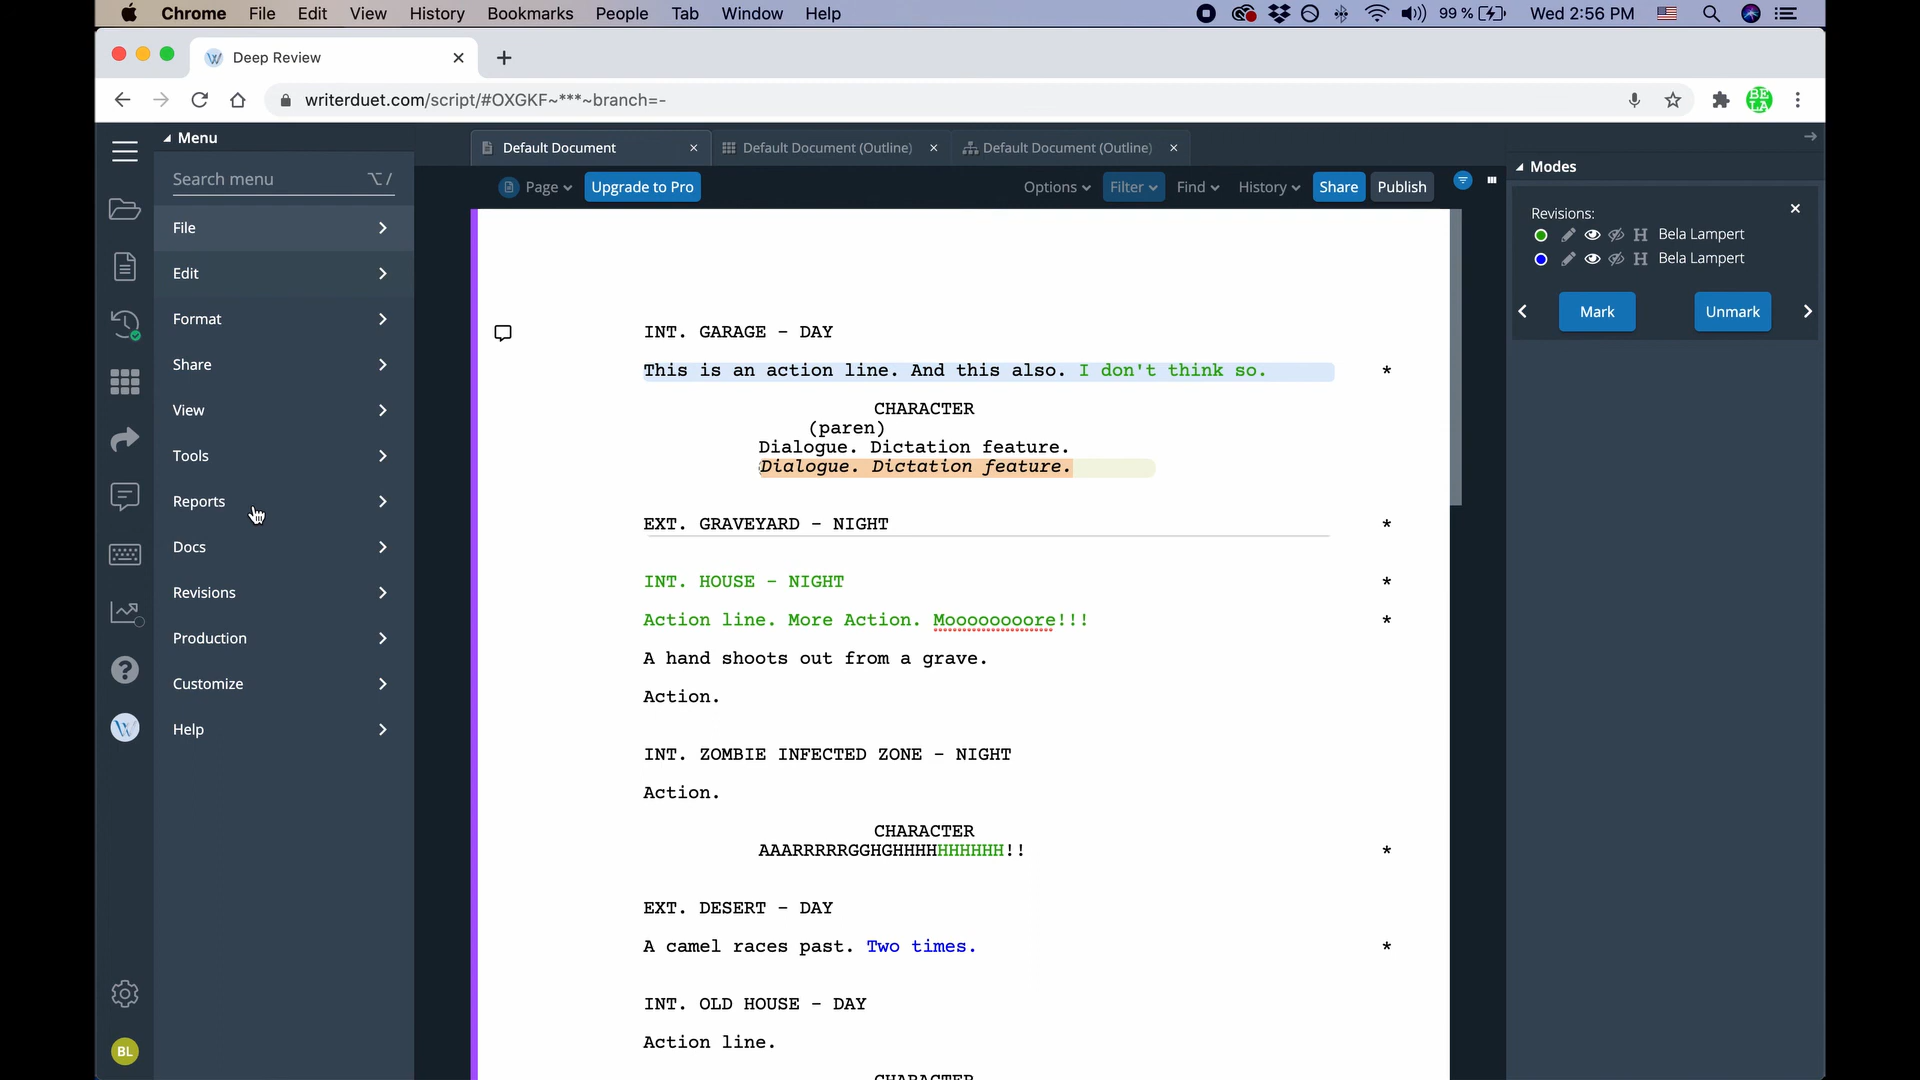 Chrome File Edit View History Bookmarks People Tab Window Help 99 % Wed 2:56 PM
Deep Review
writerduet.com/script/#OXGKF~***~branch=-
BE LA
Menu
Default Document
Default Document (Outline)
Default Document (Outline)
Modes
Search menu
Page
Upgrade to Pro
Options
Filter
Find
History
Share
Publish
File
Edit
Format
Share
View
Tools
Reports
Docs
Revisions
Production
Customize
Help
BL
INT. GARAGE - DAY
This is an action line. And this also. I don't think so. *
CHARACTER
(paren)
Dialogue. Dictation feature.
Dialogue. Dictation feature.
EXT. GRAVEYARD - NIGHT *
INT. HOUSE - NIGHT *
Action line. More Action. Moooooooore!!! *
A hand shoots out from a grave.
Action.
INT. ZOMBIE INFECTED ZONE - NIGHT
Action.
CHARACTER
AAARRRRRGGHGHHHHHHHHHH!! *
EXT. DESERT - DAY
A camel races past. Two times. *
INT. OLD HOUSE - DAY
Action line.
CHARACTER
Revisions:
H Bela Lampert
H Bela Lampert
Mark
Unmark